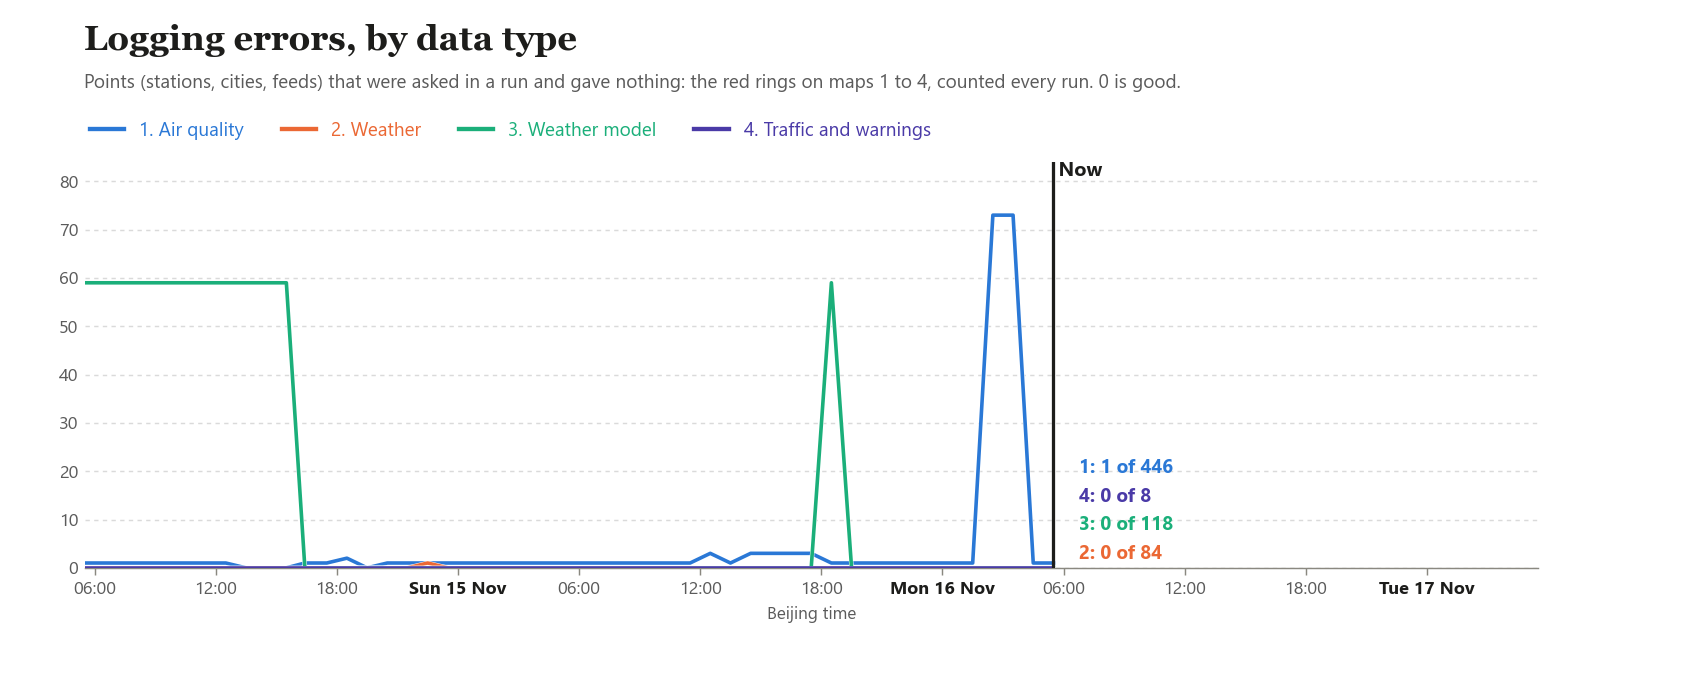 Logging errors, by data type
Points (stations, cities, feeds) that were asked in a run and gave nothing: the red rings on maps 1 to 4, counted every run. 0 is good.
1. Air quality 2. Weather 3. Weather model 4. Traffic and warnings
Now
80
70
60
50
40
30
20
10
0
1: 1 of 446
4: 0 of 8
3: 0 of 118
2: 0 of 84
06:00 12:00 18:00 Sun 15 Nov 06:00 12:00 18:00 Mon 16 Nov 06:00 12:00 18:00 Tue 17 Nov
Beijing time